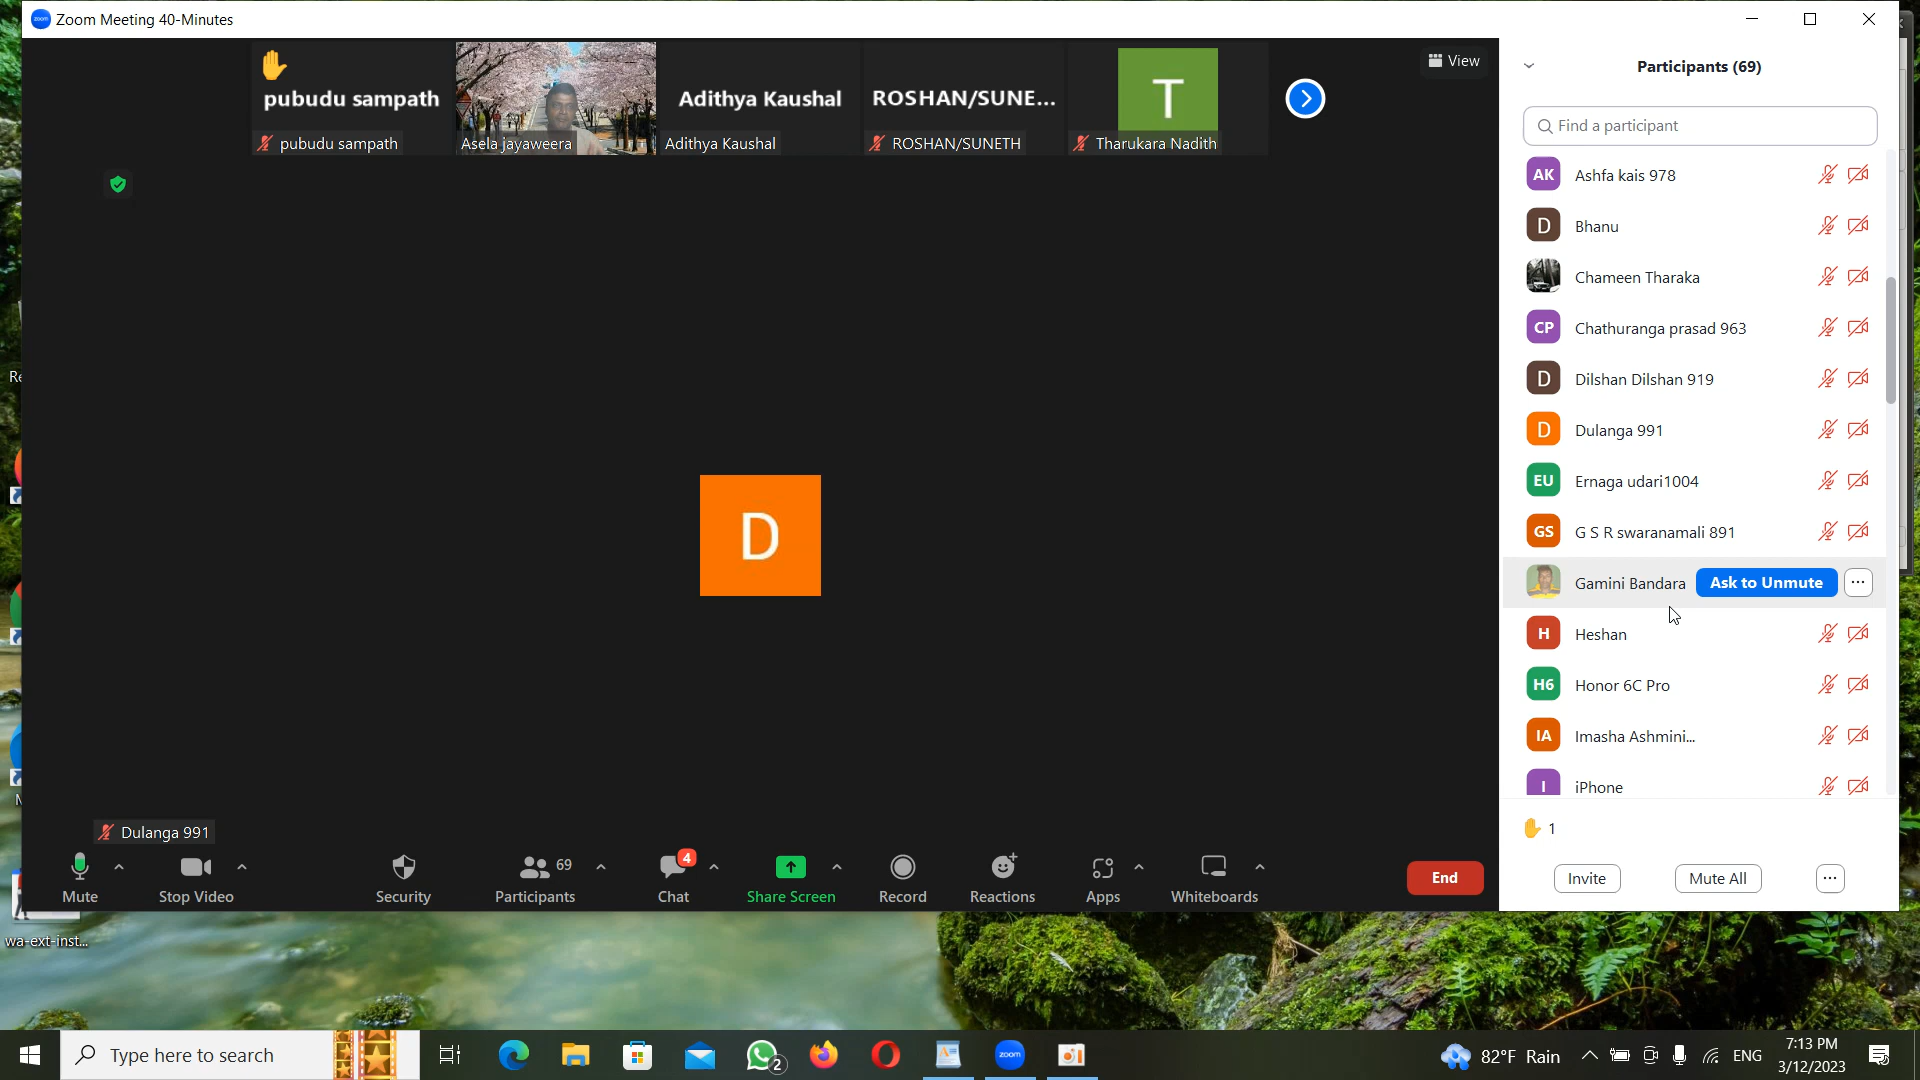 zoom Zoom Meeting 40-Minutes
pubudu sampath
pubudu sampath
Asela jayaweera
Adithya Kaushal
Adithya Kaushal
ROSHAN/SUNE...
ROSHAN/SUNETH
T
Tharukara Nadith
View
D
Dulanga 991
Mute
Stop Video
Security
69
Participants
4
Chat
Share Screen
Record
Reactions
Apps
Whiteboards
End
Participants (69)
Find a participant
AK Ashfa kais 978
D Bhanu
Chameen Tharaka
CP Chathuranga prasad 963
D Dilshan Dilshan 919
D Dulanga 991
EU Ernaga udari1004
GS G S R swaranamali 891
Gamini Bandara Ask to Unmute ...
H Heshan
H6 Honor 6C Pro
IA Imasha Ashmini...
I iPhone
1
Invite
Mute All
...
Re
wa-ext-inst...
Type here to search
2
zoom
82°F Rain
ENG
7:13 PM
3/12/2023